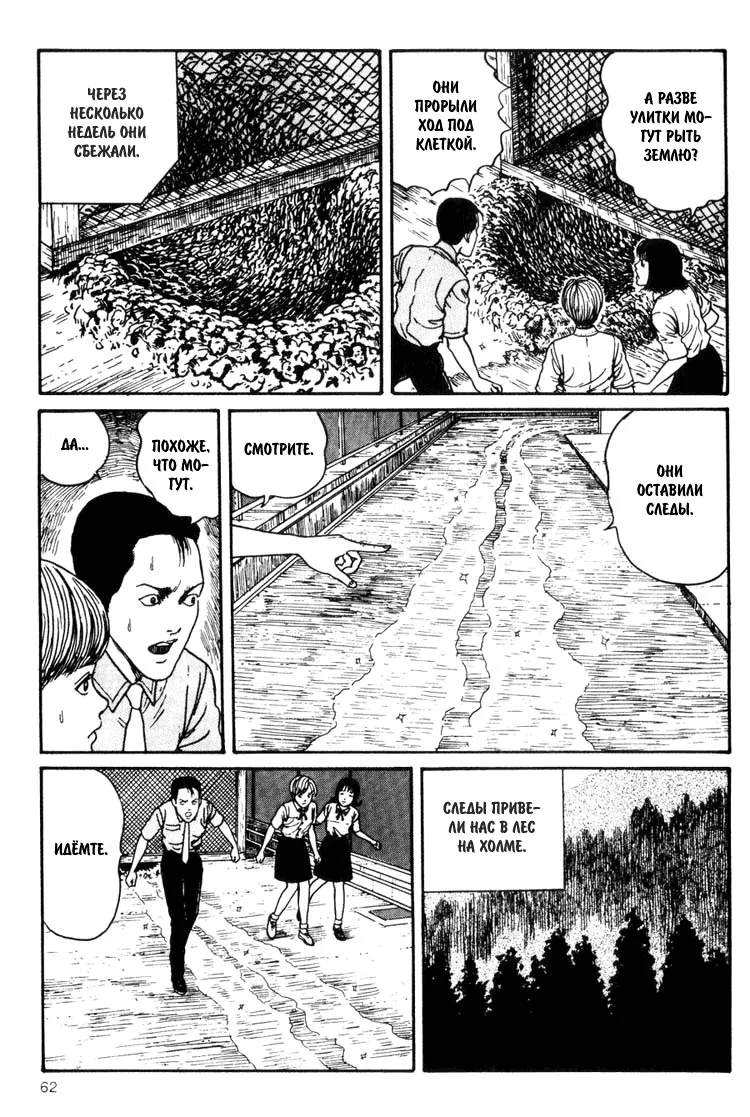 ЧЕРЕЗ
НЕСКОЛЬКО
НЕДЕЛЬ ОНИ
СБЕЖАЛИ.
ОНИ
ПРОРЫЛИ
ХОД ПОД
КЛЕТКОЙ.
А РАЗВЕ
УЛИТКИ МО-
ГУТ РЫТЬ
ЗЕМЛЮ?
ДА...
ПОХОЖЕ,
ЧТО МО-
ГУТ.
СМОТРИТЕ.
ОНИ
ОСТАВИЛИ
СЛЕДЫ.
ИДЁМТЕ.
СЛЕДЫ ПРИВЕ-
ЛИ НАС В ЛЕС
НА ХОЛМЕ.
62